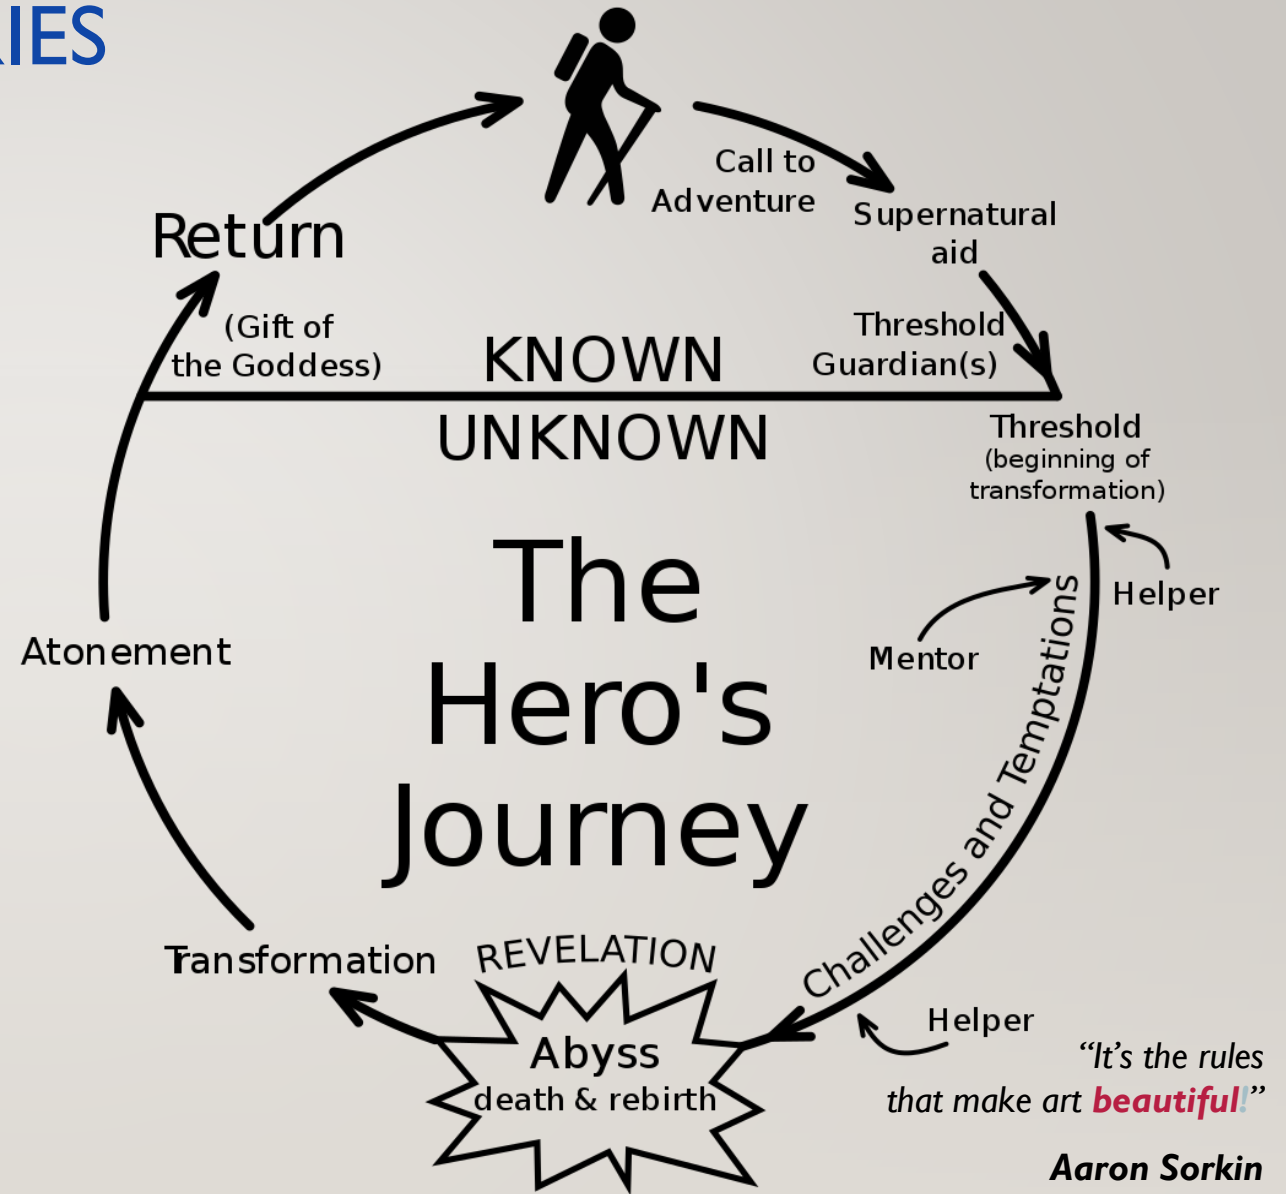 RIES
Call to
Adventure
Supernatural
aid
Return
(Gift of
the Goddess)
KNOWN
Threshold
Guardian(s)
UNKNOWN
Threshold
(beginning of
transformation)
Helper
Mentor
Challenges and Temptations
The
Hero's
Journey
Atonement
Transformation
REVELATION
Abyss
death & rebirth
Helper
“It’s the rules
that make art beautiful!”
Aaron Sorkin